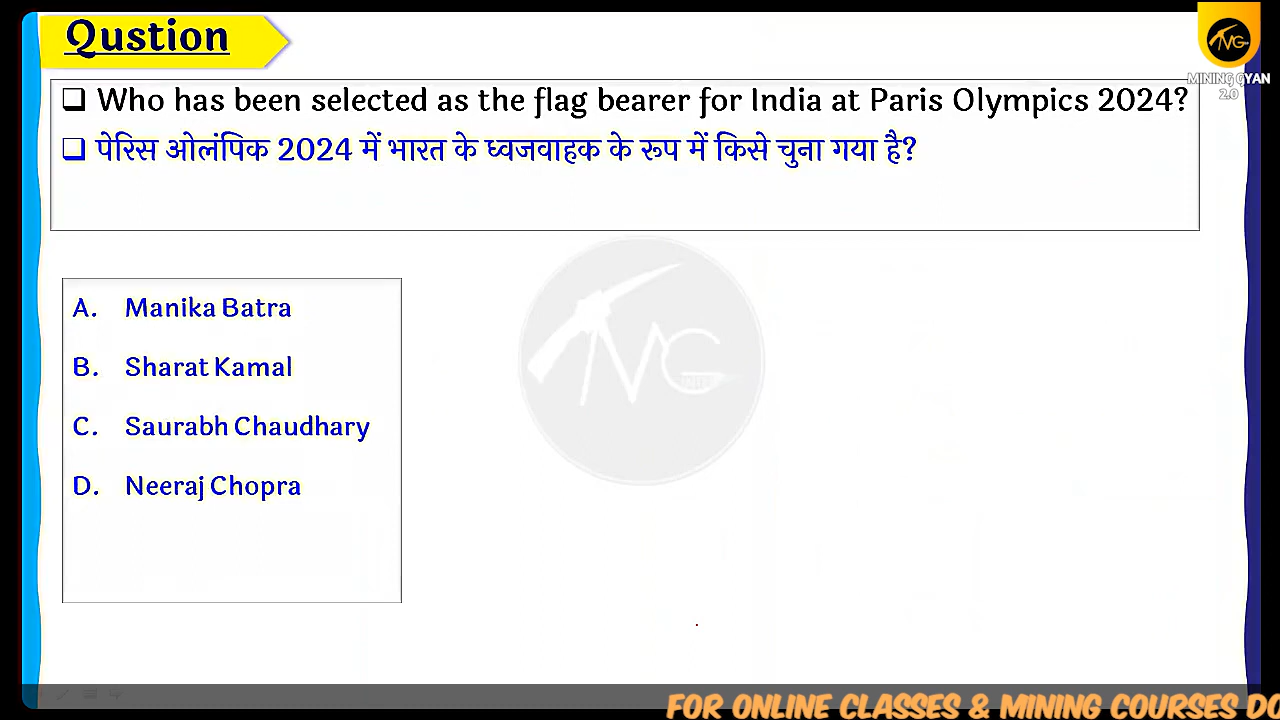 Qustion
MINING GYAN
2.0
❑ Who has been selected as the flag bearer for India at Paris Olympics 2024?
❑ पेरिस ओलंपिक 2024 में भारत के ध्वजवाहक के रूप में किसे चुना गया है?
A. Manika Batra
B. Sharat Kamal
C. Saurabh Chaudhary
D. Neeraj Chopra
FOR ONLINE CLASSES & MINING COURSES DO